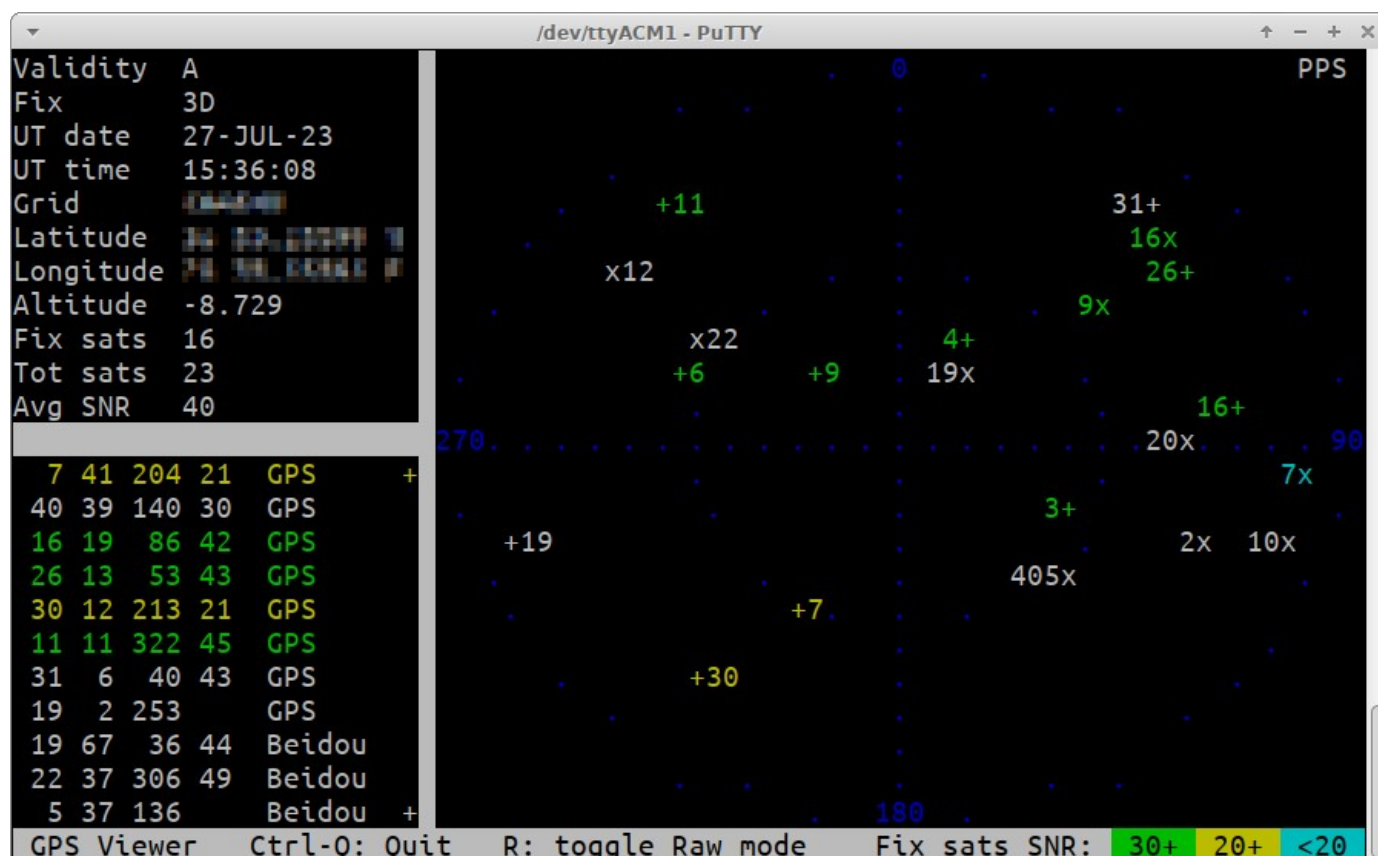 /dev/ttyACM1 - PuTTY
Validity A
Fix 3D
UT date 27-JUL-23
UT time 15:36:08
Grid
Latitude
Longitude
Altitude -8.729
Fix sats 16
Tot sats 23
Avg SNR 40
7 41 204 21 GPS +
40 39 140 30 GPS
16 19 86 42 GPS
26 13 53 43 GPS
30 12 213 21 GPS
11 11 322 45 GPS
31 6 40 43 GPS
19 2 253 GPS
19 67 36 44 Beidou
22 37 306 49 Beidou
5 37 136 Beidou +
0 PPS
+11 31+
16x
x12 26+
9x
x22 4+
+6 +9 19x
16+
270 20x 90
7x
3+
+19 2x 10x
405x
+7
+30
180
GPS Viewer Ctrl-O: Quit R: toggle Raw mode Fix sats SNR: 30+ 20+ <20